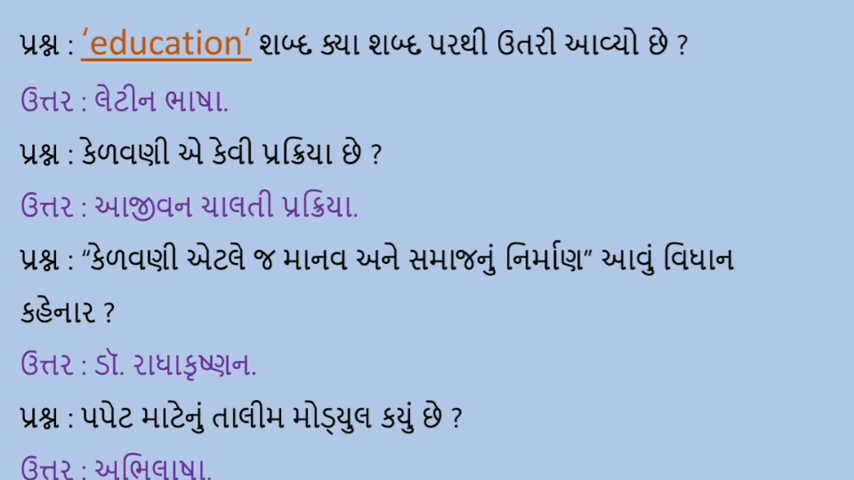 પ્રશ્ન : ‘education’ શબ્દ ક્યા શબ્દ પરથી ઉતરી આવ્યો છે ?
ઉત્તર : લેટીન ભાષા.
પ્રશ્ન : કેળવણી એ કેવી પ્રક્રિયા છે ?
ઉત્તર : આજીવન ચાલતી પ્રક્રિયા.
પ્રશ્ન : “કેળવણી એટલે જ માનવ અને સમાજનું નિર્માણ” આવું વિધાન
કહેનાર ?
ઉત્તર : ડૉ. રાધાકૃષ્ણન.
પ્રશ્ન : પપેટ માટેનું તાલીમ મોડ્યુલ કયું છે ?
ઉત્તર : અભિલાષા.